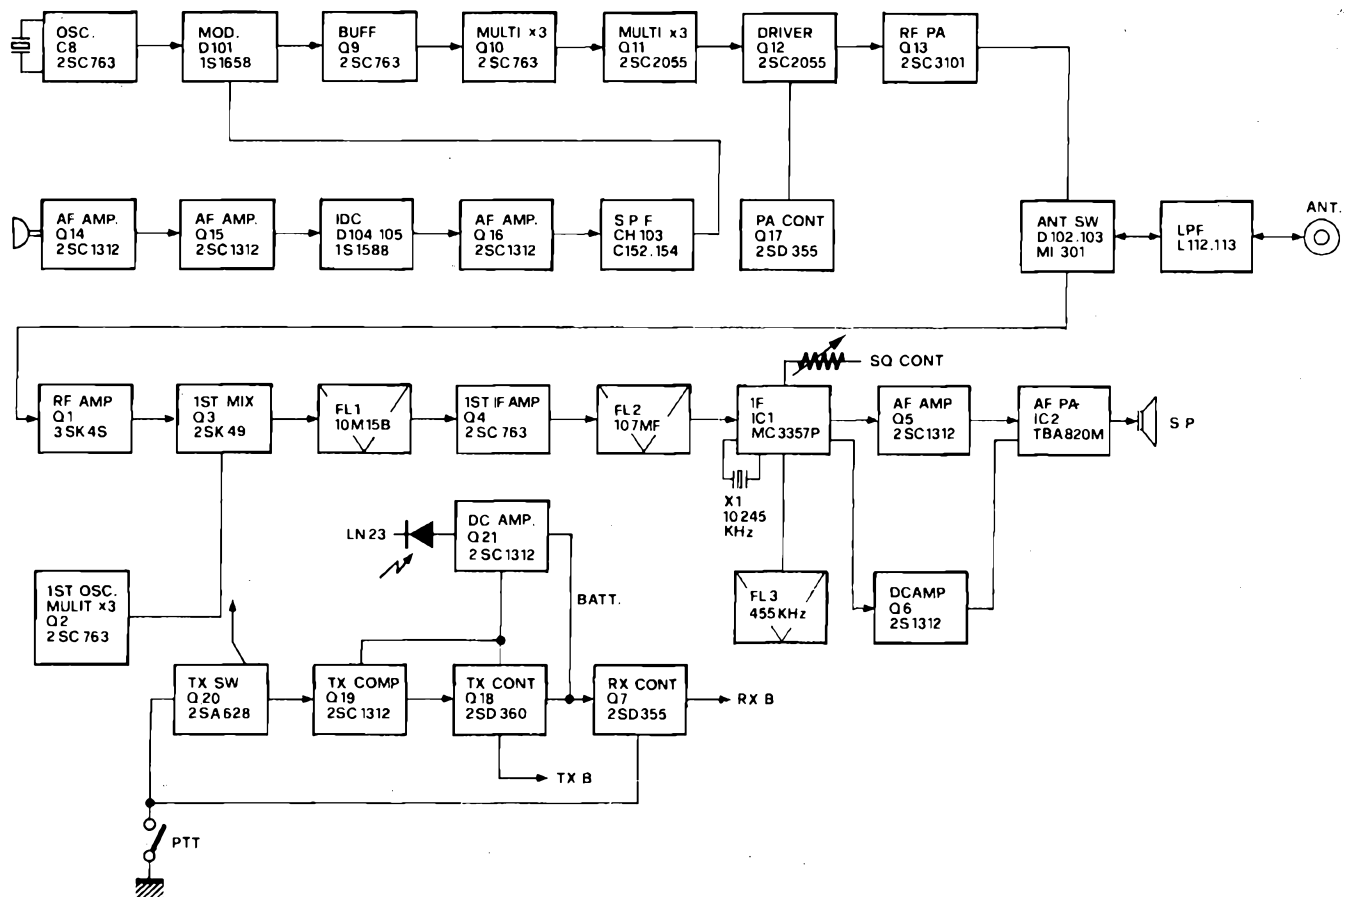 OSC.
C8
2SC763
MOD.
D101
1S1658
BUFF
Q9
2SC763
MULTI x3
Q10
2SC763
MULTI x3
Q11
2SC2055
DRIVER
Q12
2SC2055
RF PA
Q13
2SC3101
AF AMP.
Q14
2SC1312
AF AMP.
Q15
2SC1312
IDC
D104 105
1S1588
AF AMP.
Q16
2SC1312
SPF
CH103
C152.154
PA CONT
Q17
2SD355
ANT SW
D102.103
MI 301
LPF
L112.113
ANT.
SQ CONT
RF AMP
Q1
3SK4S
1ST MIX
Q3
2SK49
FL1
10M15B
1ST IF AMP
Q4
2SC763
FL2
107MF
1F
IC1
MC3357P
AF AMP
Q5
2SC1312
AF PA
IC2
TBA820M
SP
X1
10245
KHz
LN23
DC AMP.
Q21
2SC1312
BATT.
1ST OSC.
MULIT x3
Q2
2SC763
FL3
455KHz
DCAMP
Q6
2S1312
TX SW
Q20
2SA628
TX COMP
Q19
2SC1312
TX CONT
Q18
2SD360
RX CONT
Q7
2SD355
RX B
TX B
PTT